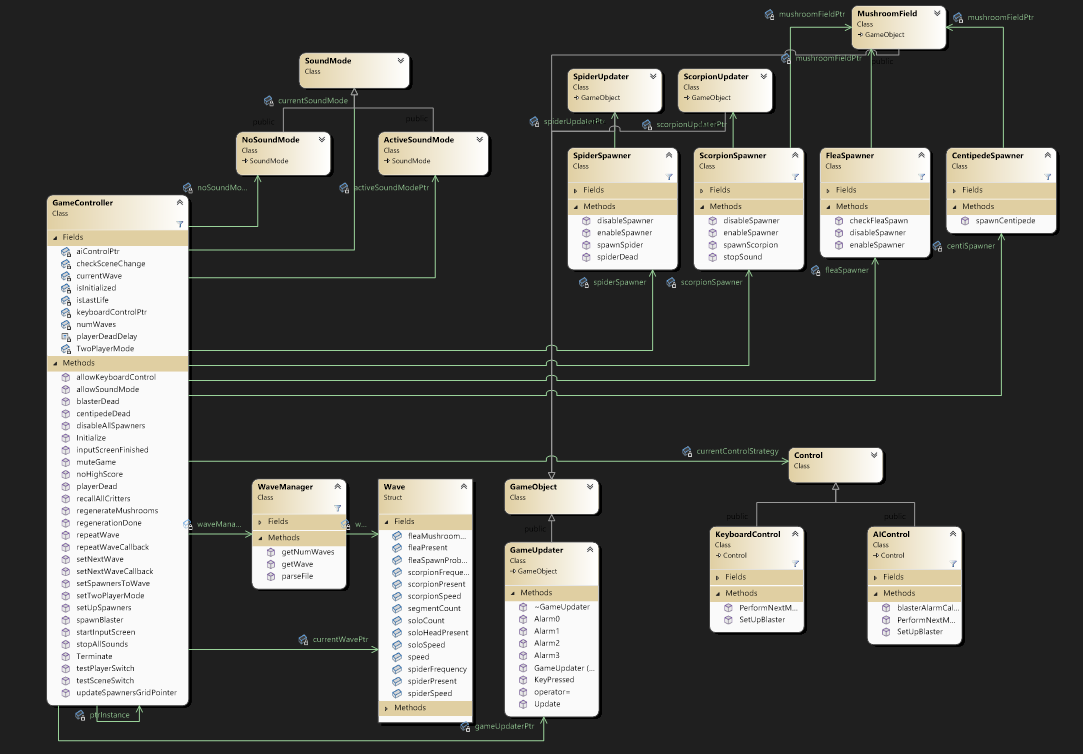 mushroomFieldPtr
MushroomField
Class
GameObject
mushroomFieldPtr
mushroomFieldPtr
public
SoundMode
Class
currentSoundMode
public
public
NoSoundMode
Class
SoundMode
ActiveSoundMode
Class
SoundMode
noSoundMo...
activeSoundModePtr
SpiderUpdater
Class
GameObject
ScorpionUpdater
Class
GameObject
spiderUpdaterPtr
scorpionUpdaterPtr
SpiderSpawner
Class
Fields
Methods
disableSpawner
enableSpawner
spawnSpider
spiderDead
ScorpionSpawner
Class
Fields
Methods
disableSpawner
enableSpawner
spawnScorpion
stopSound
FleaSpawner
Class
Fields
Methods
checkFleaSpawn
disableSpawner
enableSpawner
CentipedeSpawner
Class
Fields
Methods
spawnCentipede
spiderSpawner
scorpionSpawner
fleaSpawner
centiSpawner
GameController
Class
Fields
aiControlPtr
checkSceneChange
currentWave
isInitialized
isLastLife
keyboardControlPtr
numWaves
playerDeadDelay
TwoPlayerMode
Methods
allowKeyboardControl
allowSoundMode
blasterDead
centipedeDead
disableAllSpawners
Initialize
inputScreenFinished
muteGame
noHighScore
playerDead
recallAllCritters
regenerateMushrooms
regenerationDone
repeatWave
repeatWaveCallback
setNextWave
setNextWaveCallback
setSpawnersToWave
setTwoPlayerMode
setUpSpawners
spawnBlaster
startInputScreen
stopAllSounds
Terminate
testPlayerSwitch
testSceneSwitch
updateSpawnersGridPointer
ptrInstance
waveMana...
WaveManager
Class
Fields
Methods
getNumWaves
getWave
parseFile
w...
currentWavePtr
Wave
Struct
Fields
fleaMushroom...
fleaPresent
fleaSpawnProb...
scorpionFreque...
scorpionPresent
scorpionSpeed
segmentCount
soloCount
soloHeadPresent
soloSpeed
speed
spiderFrequency
spiderPresent
spiderSpeed
Methods
gameUpdaterPtr
GameObject
Class
public
GameUpdater
Class
GameObject
Methods
~GameUpdater
Alarm0
Alarm1
Alarm2
Alarm3
GameUpdater (...
KeyPressed
operator=
Update
currentControlStrategy
Control
Class
public
public
KeyboardControl
Class
Control
Fields
Methods
PerformNextM...
SetUpBlaster
AIControl
Class
Control
Fields
Methods
blasterAlarmCal...
PerformNextM...
SetUpBlaster